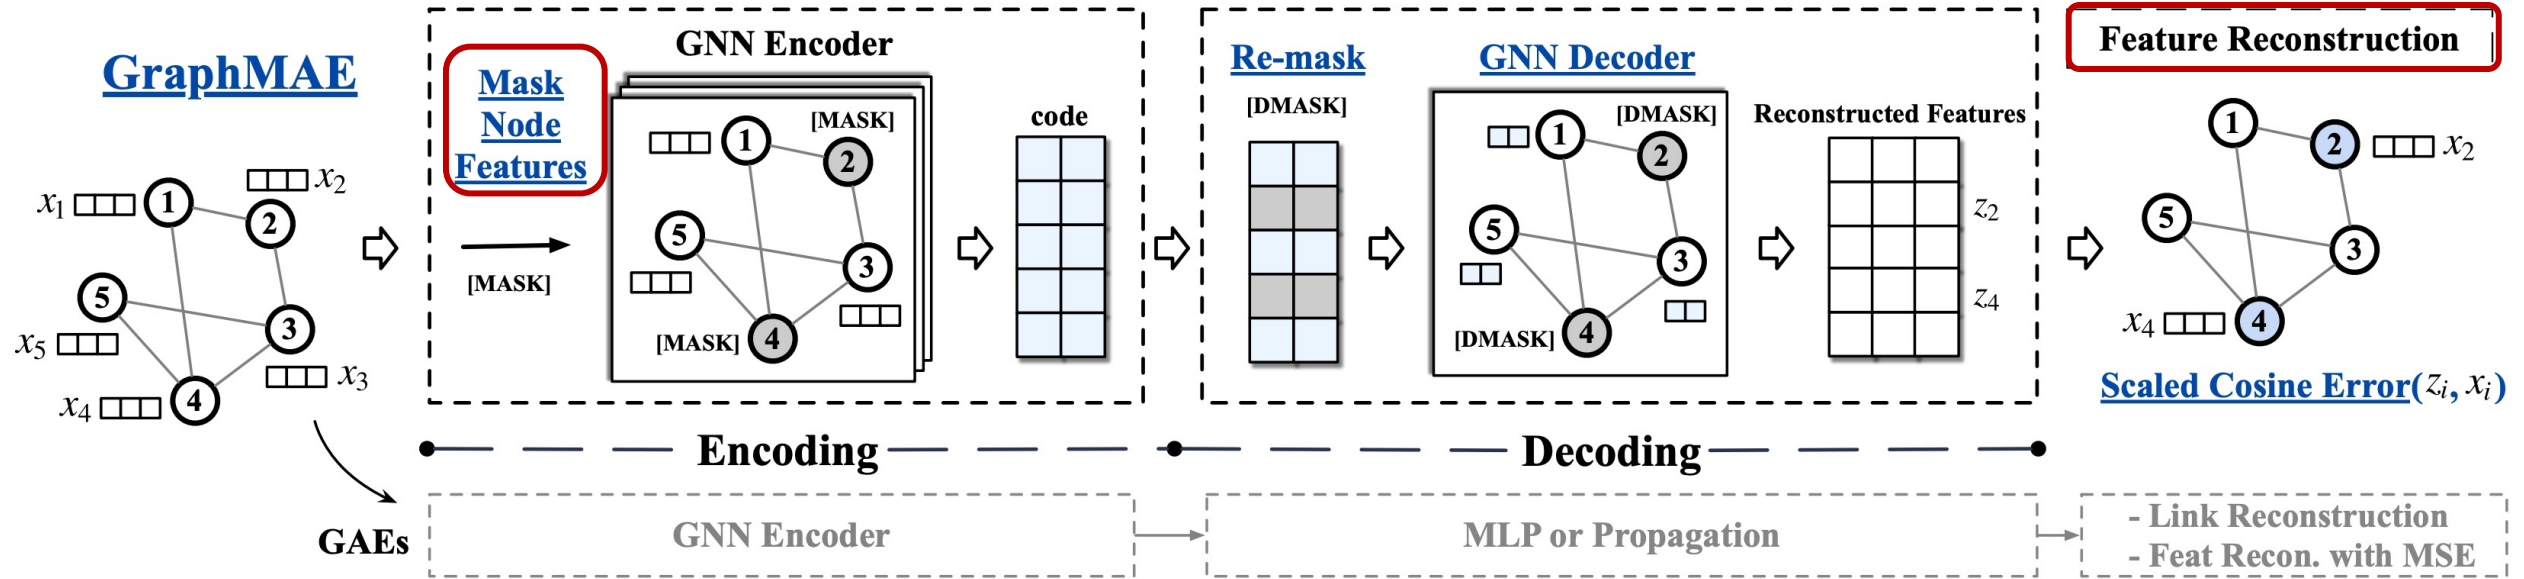 GraphMAE
x1
1
x2
2
5
x5
3
x3
x4
4
Mask
Node
Features
[MASK]
GNN Encoder
1
[MASK]
2
5
3
[MASK]
4
code
Re-mask
[DMASK]
GNN Decoder
1
[DMASK]
2
5
3
[DMASK]
4
Reconstructed Features
z2
z4
Feature Reconstruction
1
2
x2
5
3
x4
4
Scaled Cosine Error(zi, xi)
Encoding
Decoding
GAEs
GNN Encoder
MLP or Propagation
- Link Reconstruction
- Feat Recon. with MSE